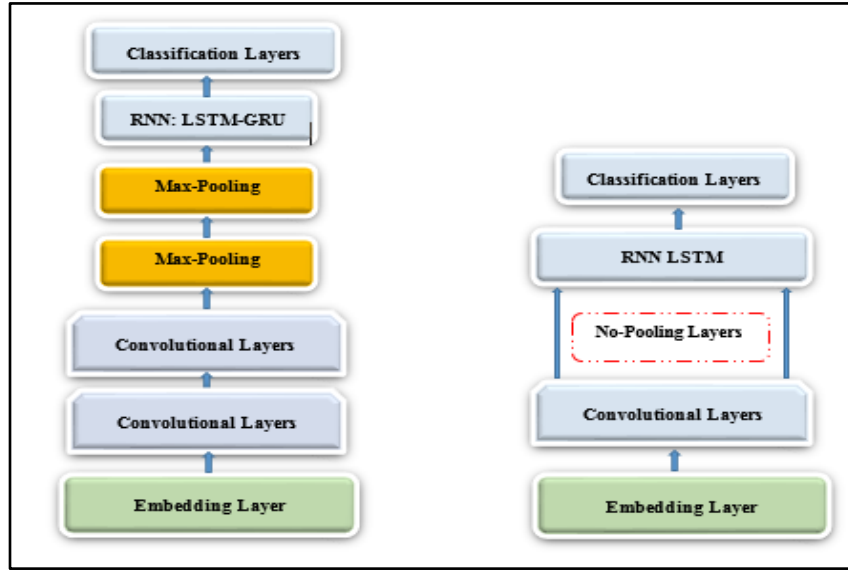 Classification Layers
RNN: LSTM-GRU
Max-Pooling
Max-Pooling
Convolutional Layers
Convolutional Layers
Embedding Layer
Classification Layers
RNN LSTM
No-Pooling Layers
Convolutional Layers
Embedding Layer